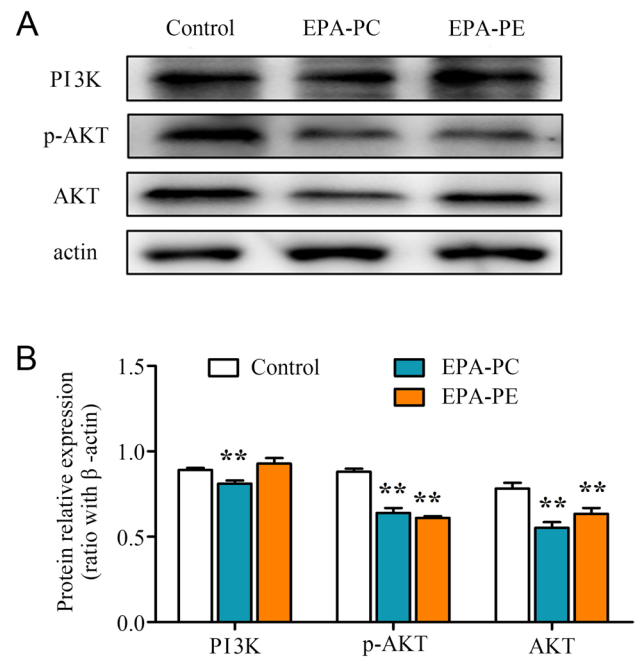 A
Control EPA-PC EPA-PE
PI3K
p-AKT
AKT
actin
B
Protein relative expression
(ratio with β -actin)
1.5
1.0
0.5
0.0
Control
EPA-PC
EPA-PE
**
** **
** **
PI3K p-AKT AKT